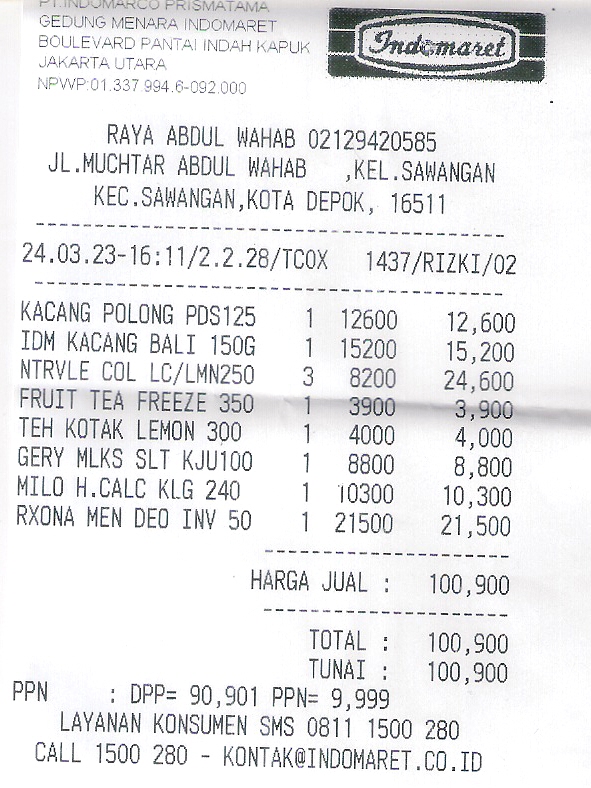 PT.INDOMARCO PRISMATAMA
GEDUNG MENARA INDOMARET
BOULEVARD PANTAI INDAH KAPUK
JAKARTA UTARA
NPWP:01.337.994.6-092.000
Indomaret
RAYA ABDUL WAHAB 02129420585
JL.MUCHTAR ABDUL WAHAB ,KEL.SAWANGAN
KEC.SAWANGAN,KOTA DEPOK, 16511
24.03.23-16:11/2.2.28/TCOX 1437/RIZKI/02
KACANG POLONG PDS125 1 12600 12,600
IDM KACANG BALI 150G 1 15200 15,200
NTRVLE COL LC/LMN250 3 8200 24,600
FRUIT TEA FREEZE 350 1 3900 3,900
TEH KOTAK LEMON 300 1 4000 4,000
GERY MLKS SLT KJU100 1 8800 8,800
MILO H.CALC KLG 240 1 10300 10,300
RXONA MEN DEO INV 50 1 21500 21,500
HARGA JUAL : 100,900
TOTAL : 100,900
TUNAI : 100,900
PPN : DPP= 90,901 PPN= 9,999
LAYANAN KONSUMEN SMS 0811 1500 280
CALL 1500 280 - KONTAK@INDOMARET.CO.ID